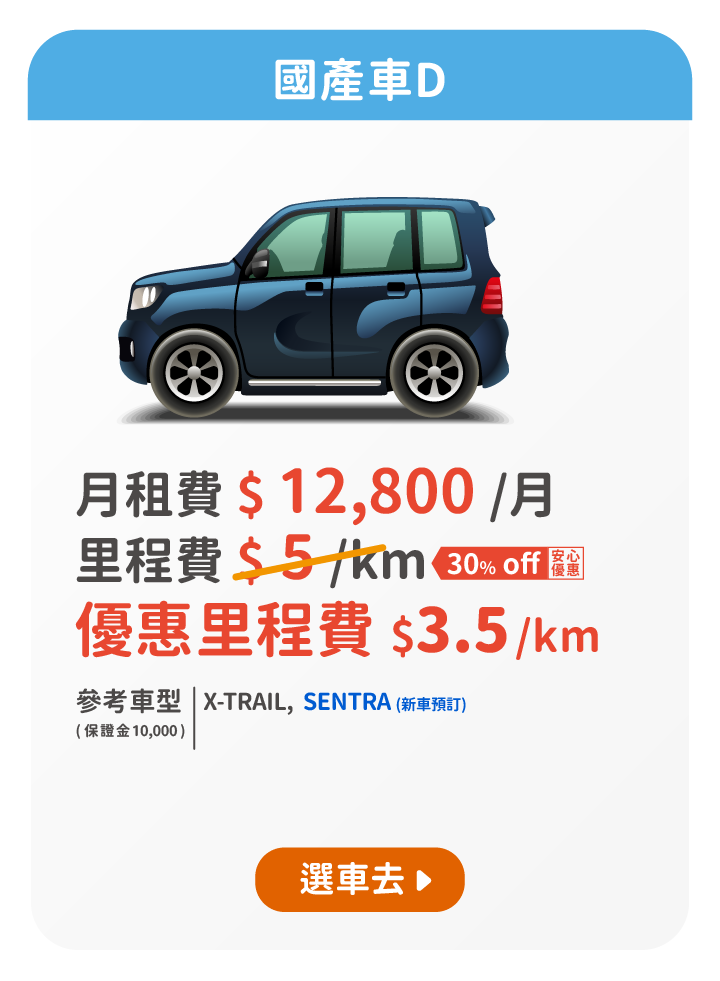 國產車D
月租費 $ 12,800 /月
里程費 $ 5 /km 30% off 安心優惠
優惠里程費 $3.5/km
參考車型 X-TRAIL, SENTRA (新車預訂)
(保證金10,000)
選車去